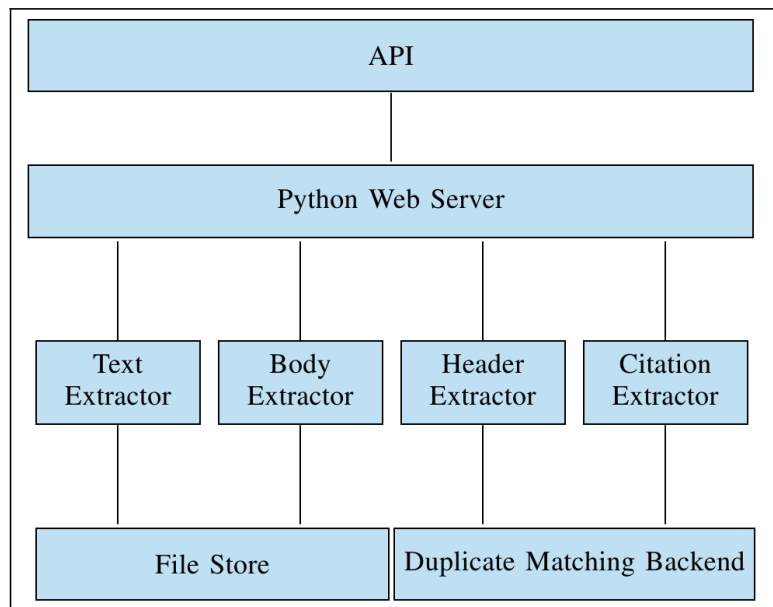 API
Python Web Server
Text
Extractor
Body
Extractor
Header
Extractor
Citation
Extractor
File Store
Duplicate Matching Backend